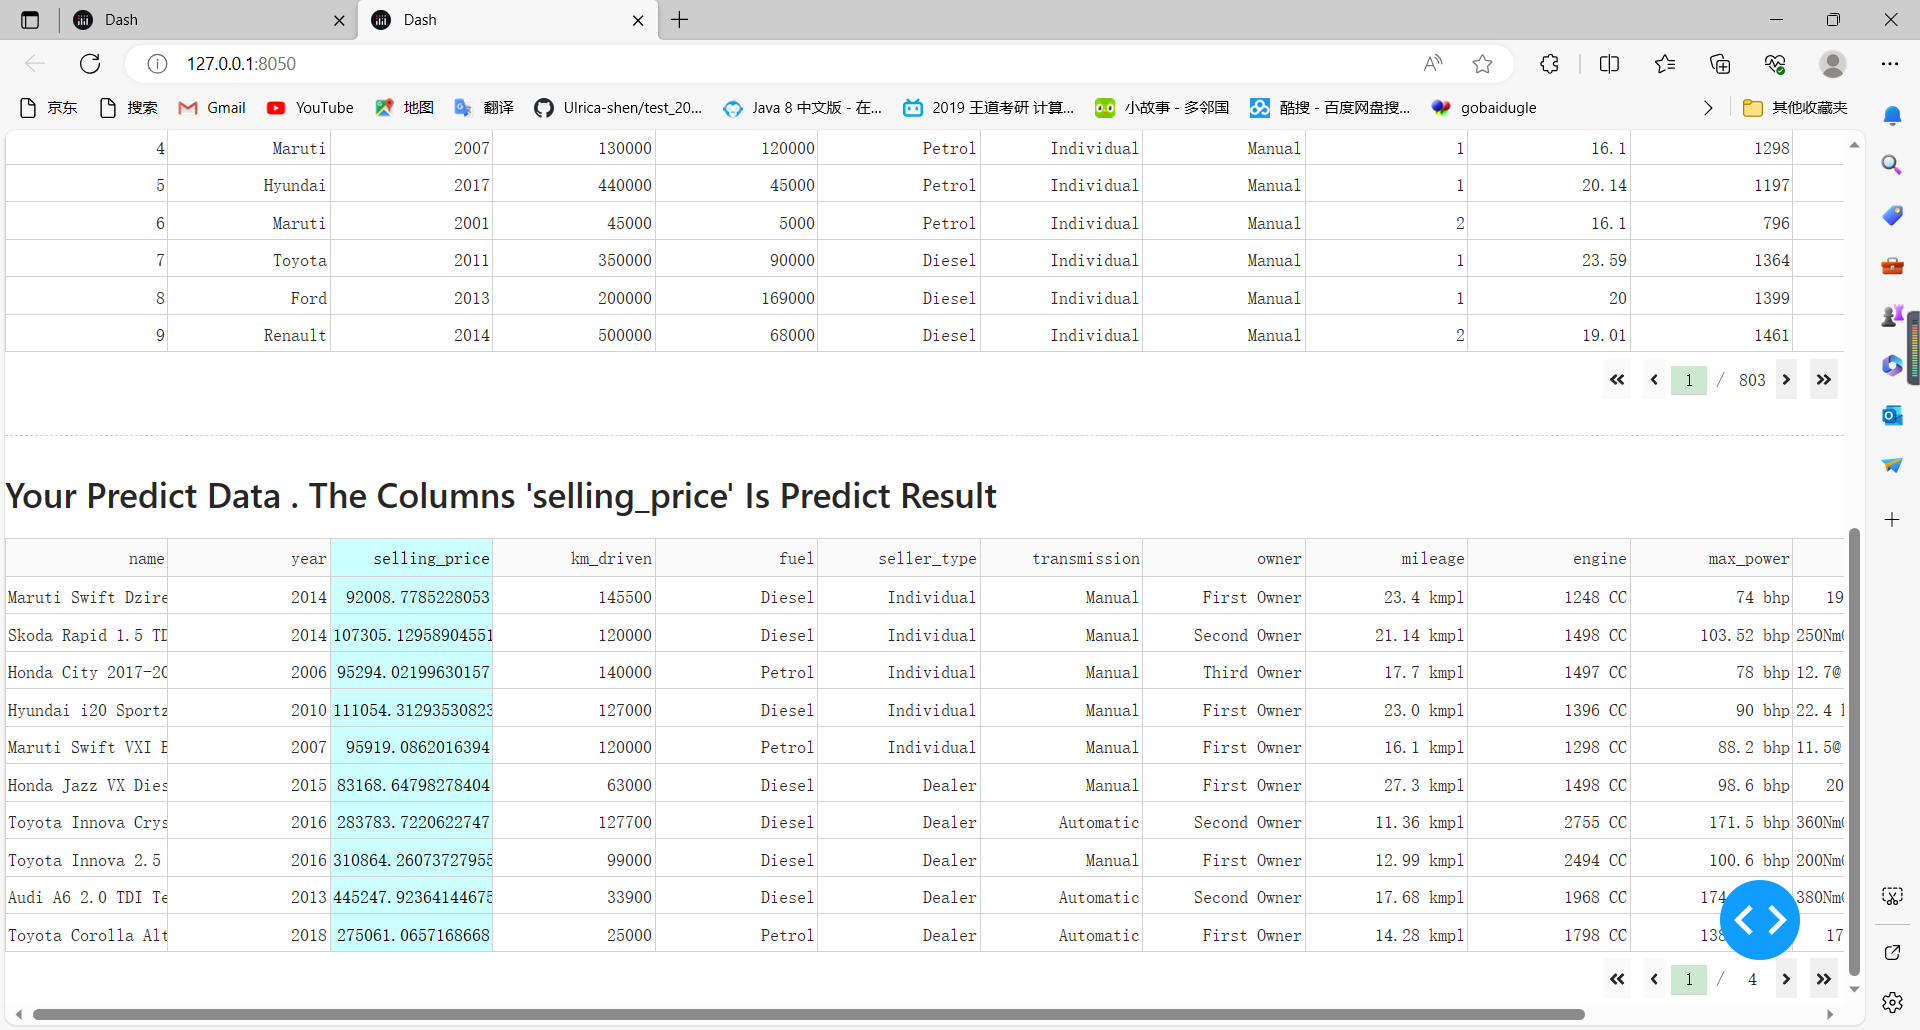 Dash Dash
127.0.0.1:8050
京东 搜索 Gmail YouTube 地图 翻译 Ulrica-shen/test_20... Java 8 中文版 - 在... 2019 王道考研 计算... 小故事 - 多邻国 酷搜 - 百度网盘搜... gobaidugle 其他收藏夹
4 Maruti 2007 130000 120000 Petrol Individual Manual 1 16.1 1298
5 Hyundai 2017 440000 45000 Petrol Individual Manual 1 20.14 1197
6 Maruti 2001 45000 5000 Petrol Individual Manual 2 16.1 796
7 Toyota 2011 350000 90000 Diesel Individual Manual 1 23.59 1364
8 Ford 2013 200000 169000 Diesel Individual Manual 1 20 1399
9 Renault 2014 500000 68000 Diesel Individual Manual 2 19.01 1461
1 / 803
Your Predict Data . The Columns 'selling_price' Is Predict Result
name year selling_price km_driven fuel seller_type transmission owner mileage engine max_power
Maruti Swift Dzire 2014 92008.7785228053 145500 Diesel Individual Manual First Owner 23.4 kmpl 1248 CC 74 bhp 19
Skoda Rapid 1.5 TD 2014 107305.12958904551 120000 Diesel Individual Manual Second Owner 21.14 kmpl 1498 CC 103.52 bhp 250Nm
Honda City 2017-20 2006 95294.02199630157 140000 Petrol Individual Manual Third Owner 17.7 kmpl 1497 CC 78 bhp 12.7@
Hyundai i20 Sportz 2010 111054.31293530823 127000 Diesel Individual Manual First Owner 23.0 kmpl 1396 CC 90 bhp 22.4
Maruti Swift VXI 2007 95919.0862016394 120000 Petrol Individual Manual First Owner 16.1 kmpl 1298 CC 88.2 bhp 11.5@
Honda Jazz VX Dies 2015 83168.64798278404 63000 Diesel Dealer Manual First Owner 27.3 kmpl 1498 CC 98.6 bhp 20
Toyota Innova Crys 2016 283783.7220622747 127700 Diesel Dealer Automatic Second Owner 11.36 kmpl 2755 CC 171.5 bhp 360Nm
Toyota Innova 2.5 2016 310864.26073727955 99000 Diesel Dealer Manual First Owner 12.99 kmpl 2494 CC 100.6 bhp 200Nm
Audi A6 2.0 TDI Te 2013 445247.92364144675 33900 Diesel Dealer Automatic Second Owner 17.68 kmpl 1968 CC 174 380Nm
Toyota Corolla Alt 2018 275061.0657168668 25000 Petrol Dealer Automatic First Owner 14.28 kmpl 1798 CC 138 17
1 / 4